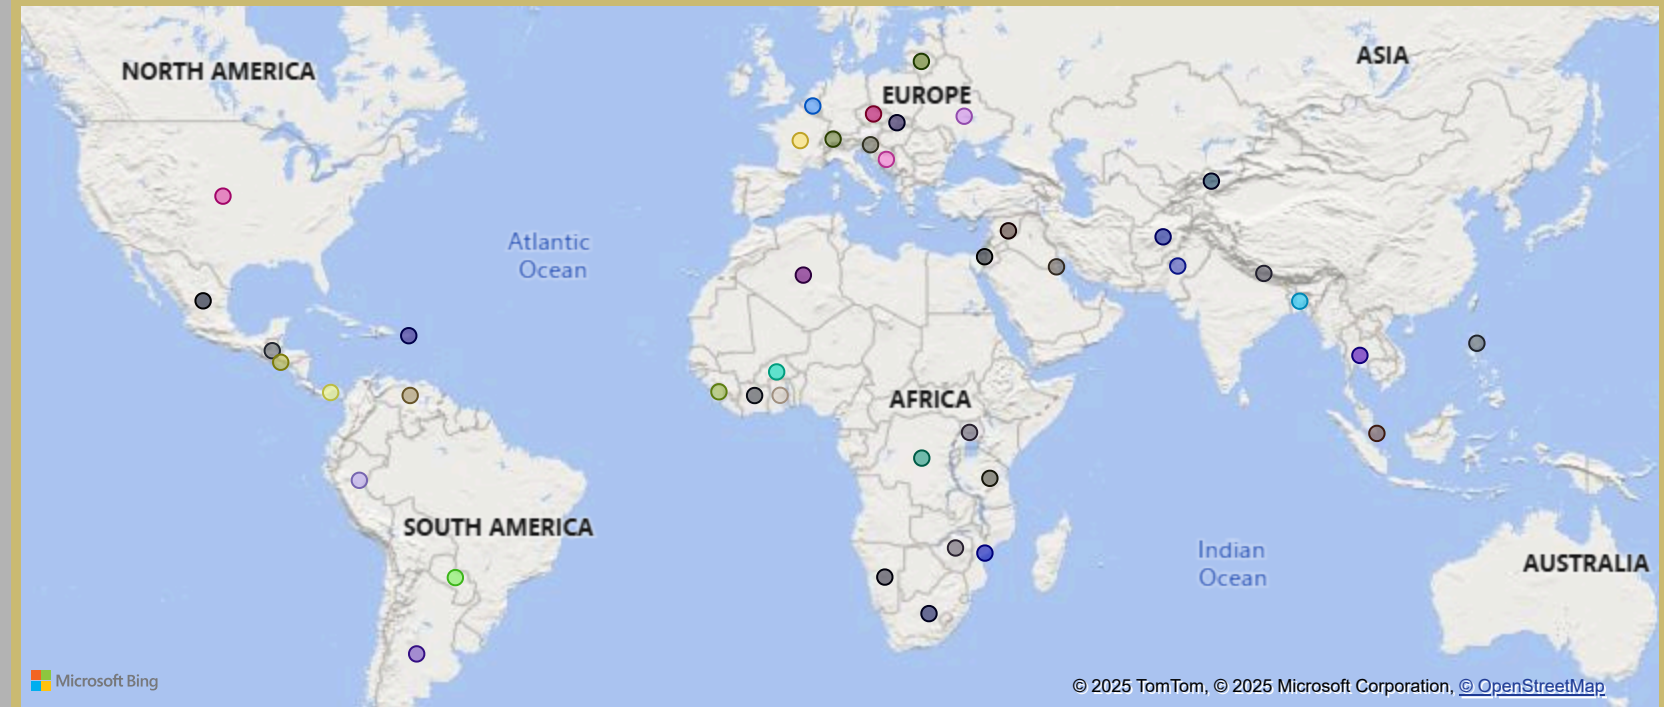 NORTH AMERICA
ASIA
EUROPE
Atlantic
Ocean
AFRICA
SOUTH AMERICA
Indian
Ocean
AUSTRALIA
Microsoft Bing
© 2025 TomTom, © 2025 Microsoft Corporation, © OpenStreetMap